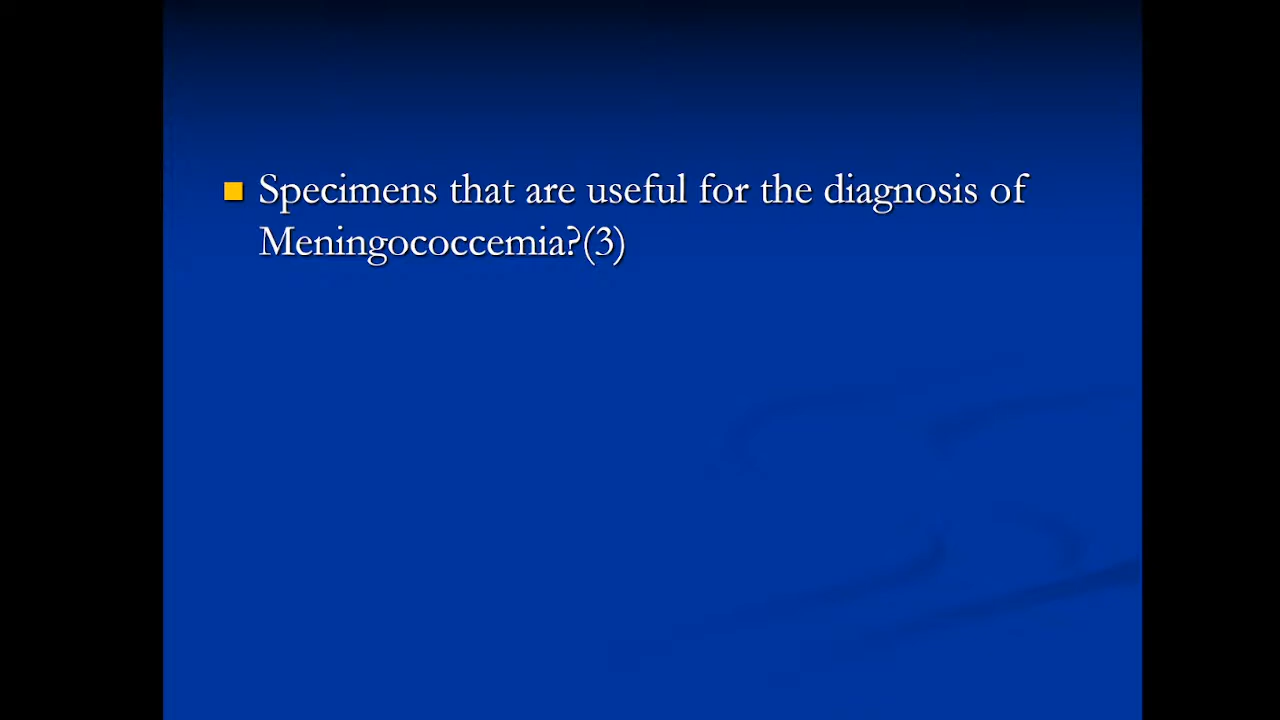 Specimens that are useful for the diagnosis of
Meningococcemia?(3)